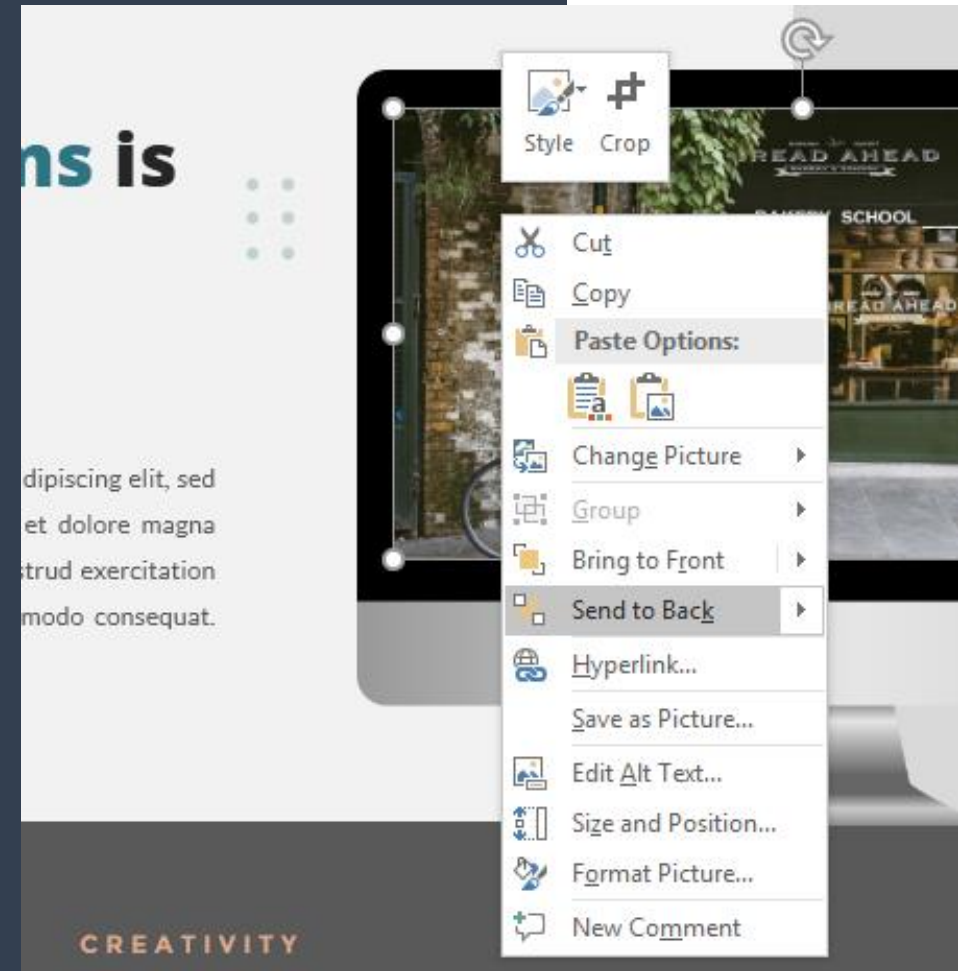 ns is
dipiscing elit, sed
et dolore magna
strud exercitation
modo consequat.
CREATIVITY
Style Crop
READ AHEAD
BAKERY SCHOOL
READ AHEAD
Cut
Copy
Paste Options:
Change Picture
Group
Bring to Front
Send to Back
Hyperlink...
Save as Picture...
Edit Alt Text...
Size and Position...
Format Picture...
New Comment